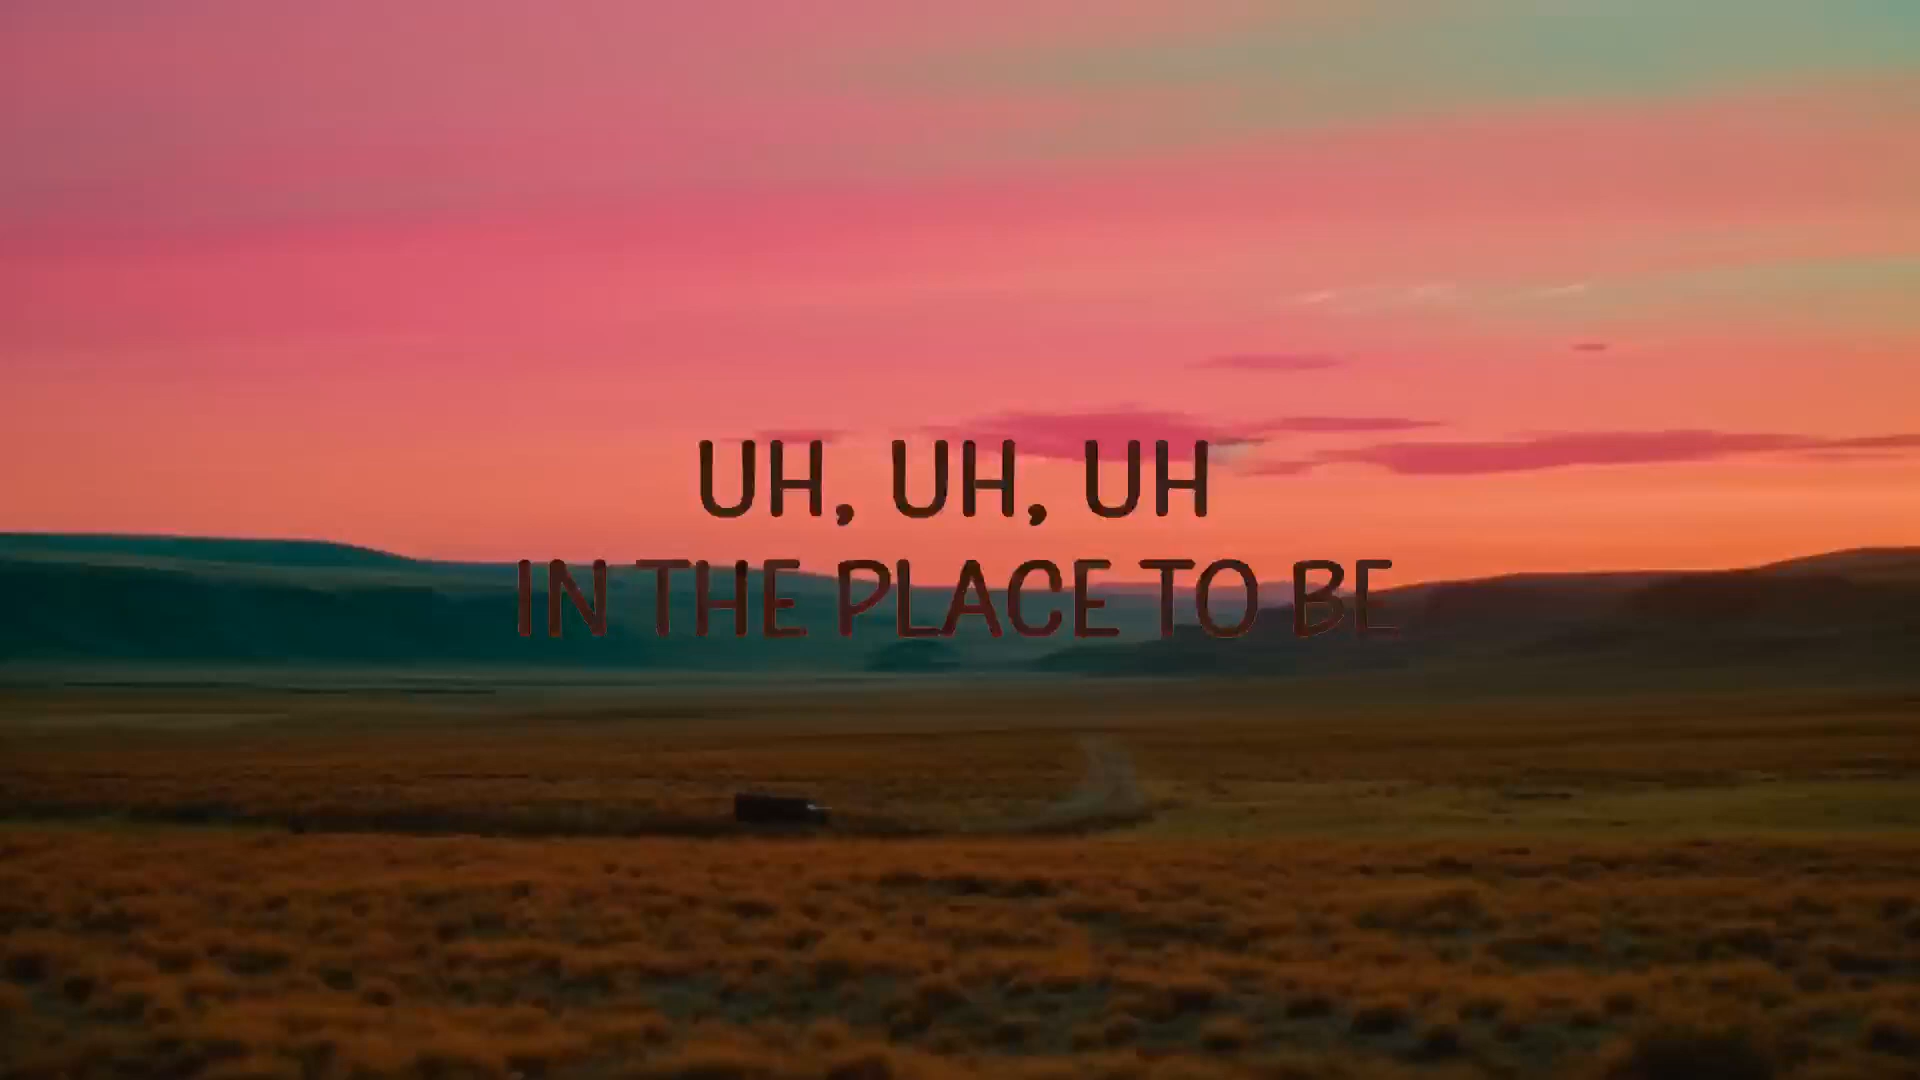 UH, UH, UH
IN THE PLACE TO BE